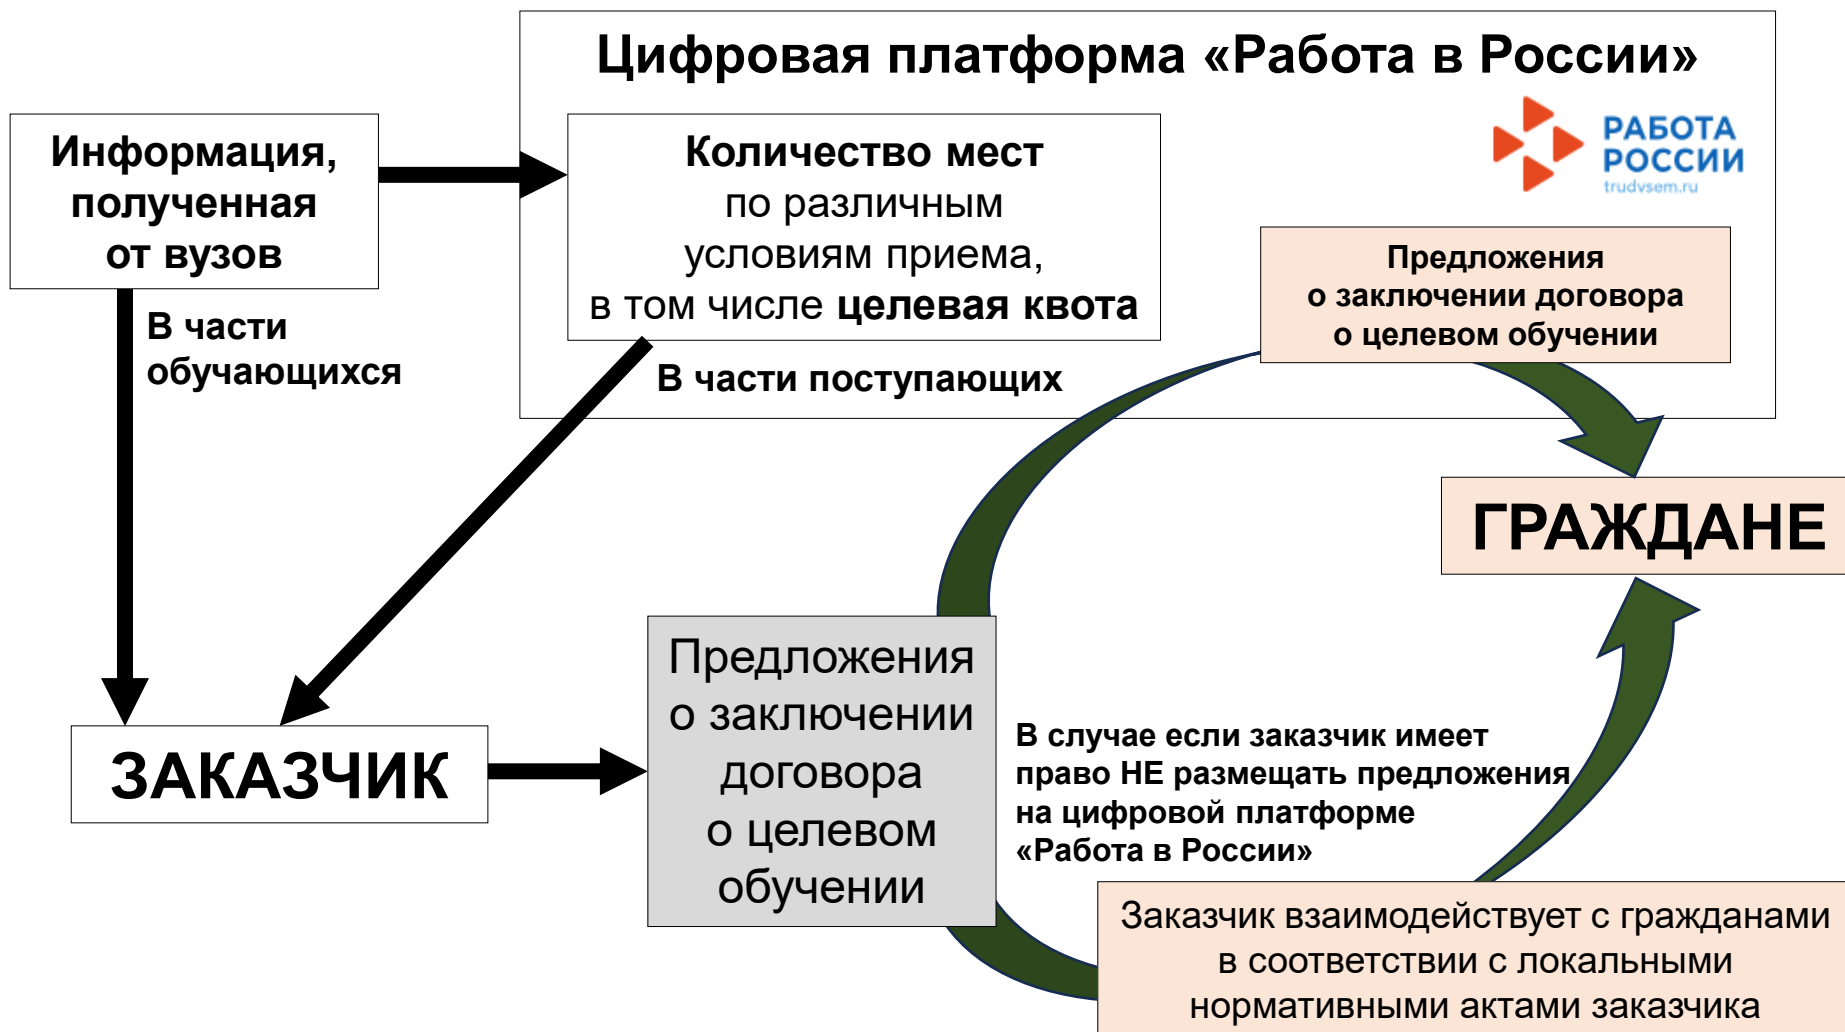 Цифровая платформа «Работа в России»
РАБОТА
РОССИИ
trudvsem.ru
Информация,
полученная
от вузов
Количество мест
по различным
условиям приема,
в том числе целевая квота
Предложения
о заключении договора
о целевом обучении
В части
обучающихся
В части поступающих
ГРАЖДАНЕ
ЗАКАЗЧИК
Предложения
о заключении
договора
о целевом
обучении
В случае если заказчик имеет
право НЕ размещать предложения
на цифровой платформе
«Работа в России»
Заказчик взаимодействует с гражданами
в соответствии с локальными
нормативными актами заказчика